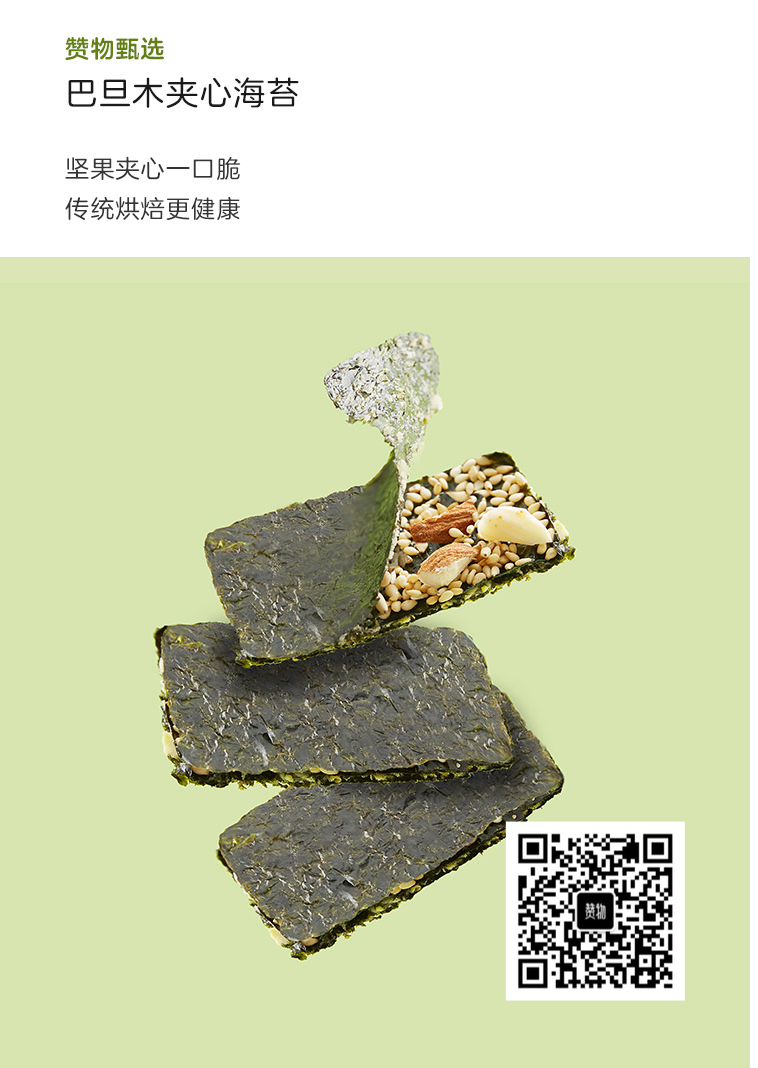 赞物甄选
巴旦木夹心海苔
坚果夹心一口脆
传统烘焙更健康
赞物